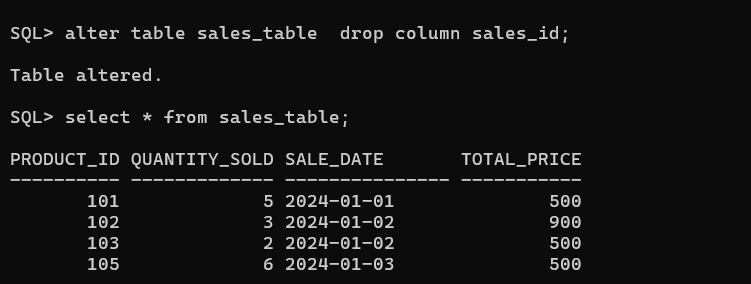 SQL> alter table sales_table  drop column sales_id;
Table altered.
SQL> select * from sales_table;
PRODUCT_ID QUANTITY_SOLD SALE_DATE       TOTAL_PRICE
---------- ------------- --------------- -----------
       101             5 2024-01-01              500
       102             3 2024-01-02              900
       103             2 2024-01-02              500
       105             6 2024-01-03              500